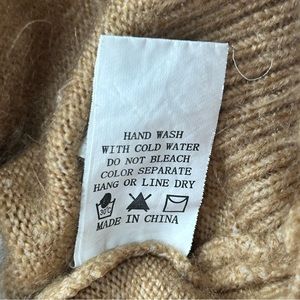 HAND WASH
WITH COLD WATER
DO NOT BLEACH
COLOR SEPARATE
HANG OR LINE DRY
30°C
MADE IN CHINA